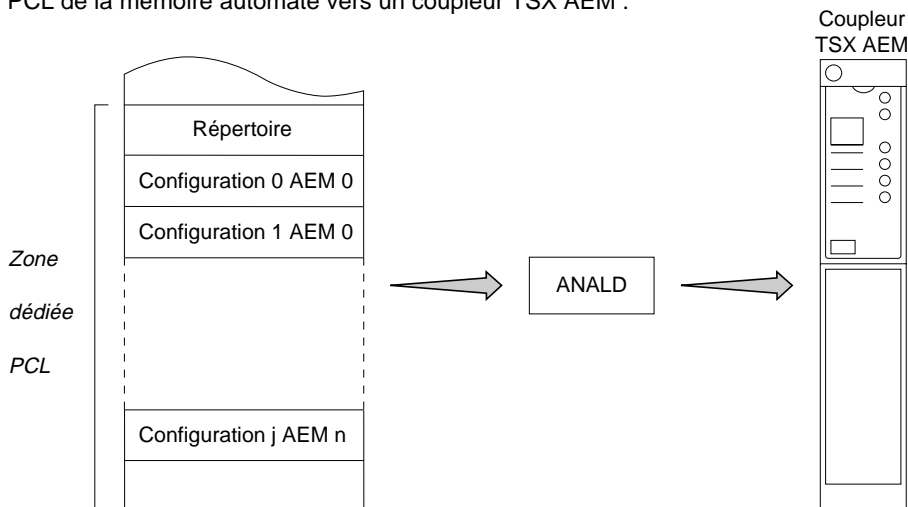 PCL de la mémoire automate vers un coupleur TSX AEM :
Coupleur
TSX AEM
Répertoire
Configuration 0 AEM 0
Configuration 1 AEM 0
Zone
dédiée
PCL
ANALD
Configuration j AEM n